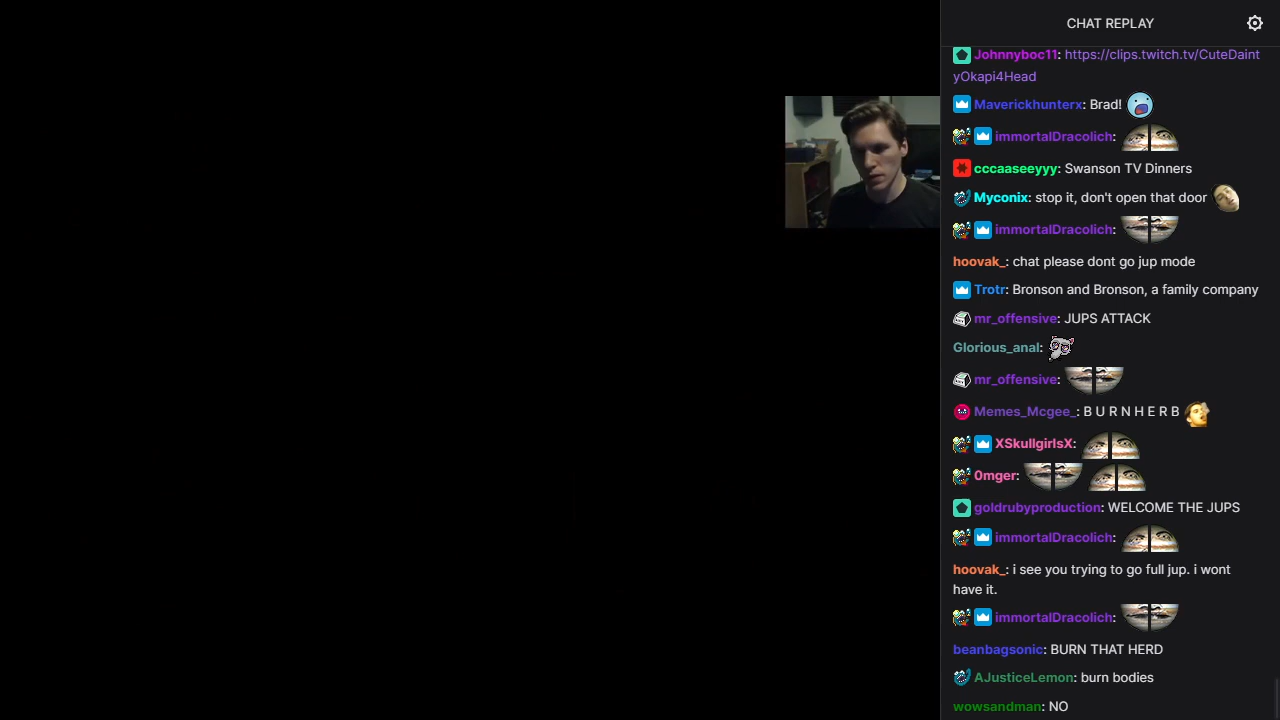 CHAT REPLAY
Johnnyboc11: https://clips.twitch.tv/CuteDaint
yOkapi4Head
Maverickhunterx: Brad!
immortalDracolich:
cccaaseeyyy: Swanson TV Dinners
Myconix: stop it, don't open that door
immortalDracolich:
hoovak_: chat please dont go jup mode
Trotr: Bronson and Bronson, a family company
mr_offensive: JUPS ATTACK
Glorious_anal:
mr_offensive:
Memes_Mcgee_: B U R N H E R B
XSkullgirlsX:
0mger:
goldrubyproduction: WELCOME THE JUPS
immortalDracolich:
hoovak_: i see you trying to go full jup. i wont
have it.
immortalDracolich:
beanbagsonic: BURN THAT HERD
AJusticeLemon: burn bodies
wowsandman: NO